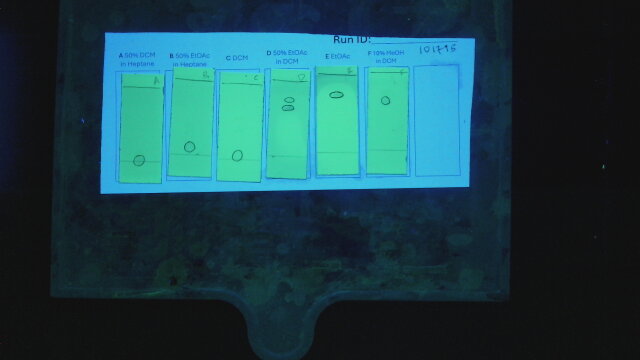 Run ID:
101775
A 50% DCM
in Heptane
B 50% EtOAc
in Heptane
C DCM
D 50% EtOAc
in DCM
E EtOAc
F 10% MeOH
in DCM
A
C
D
E
F